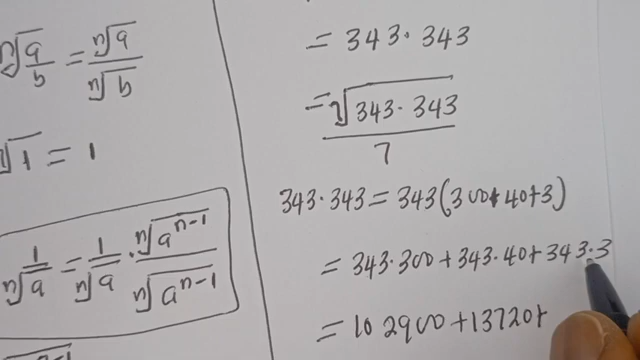 ⁿ√(a/b) = ⁿ√a / ⁿ√b
√1 = 1
1/ⁿ√a = 1/ⁿ√a · ⁿ√(aⁿ⁻¹) / ⁿ√(aⁿ⁻¹)
= 343 · 343
= √(343 · 343) / 7
343 · 343 = 343(300 + 40 + 3)
= 343 · 300 + 343 · 40 + 343 · 3
= 102900 + 13720 +